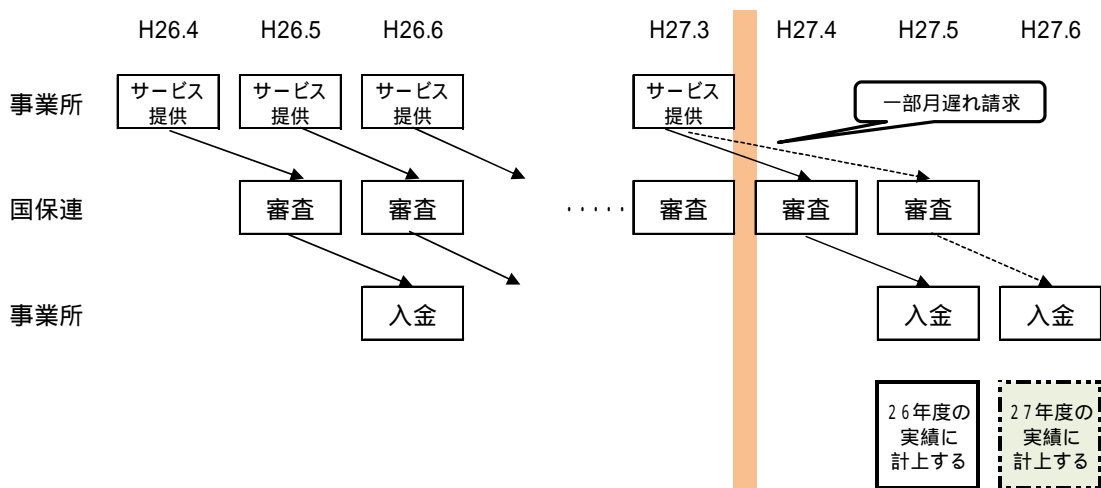 H26.4 H26.5 H26.6 H27.3 H27.4 H27.5 H27.6
事業所
サービス
提供
サービス
提供
サービス
提供
サービス
提供
一部月遅れ請求
国保連
審査
審査
・・・・・
審査
審査
審査
事業所
入金
入金
入金
26年度の
実績に
計上する
27年度の
実績に
計上する